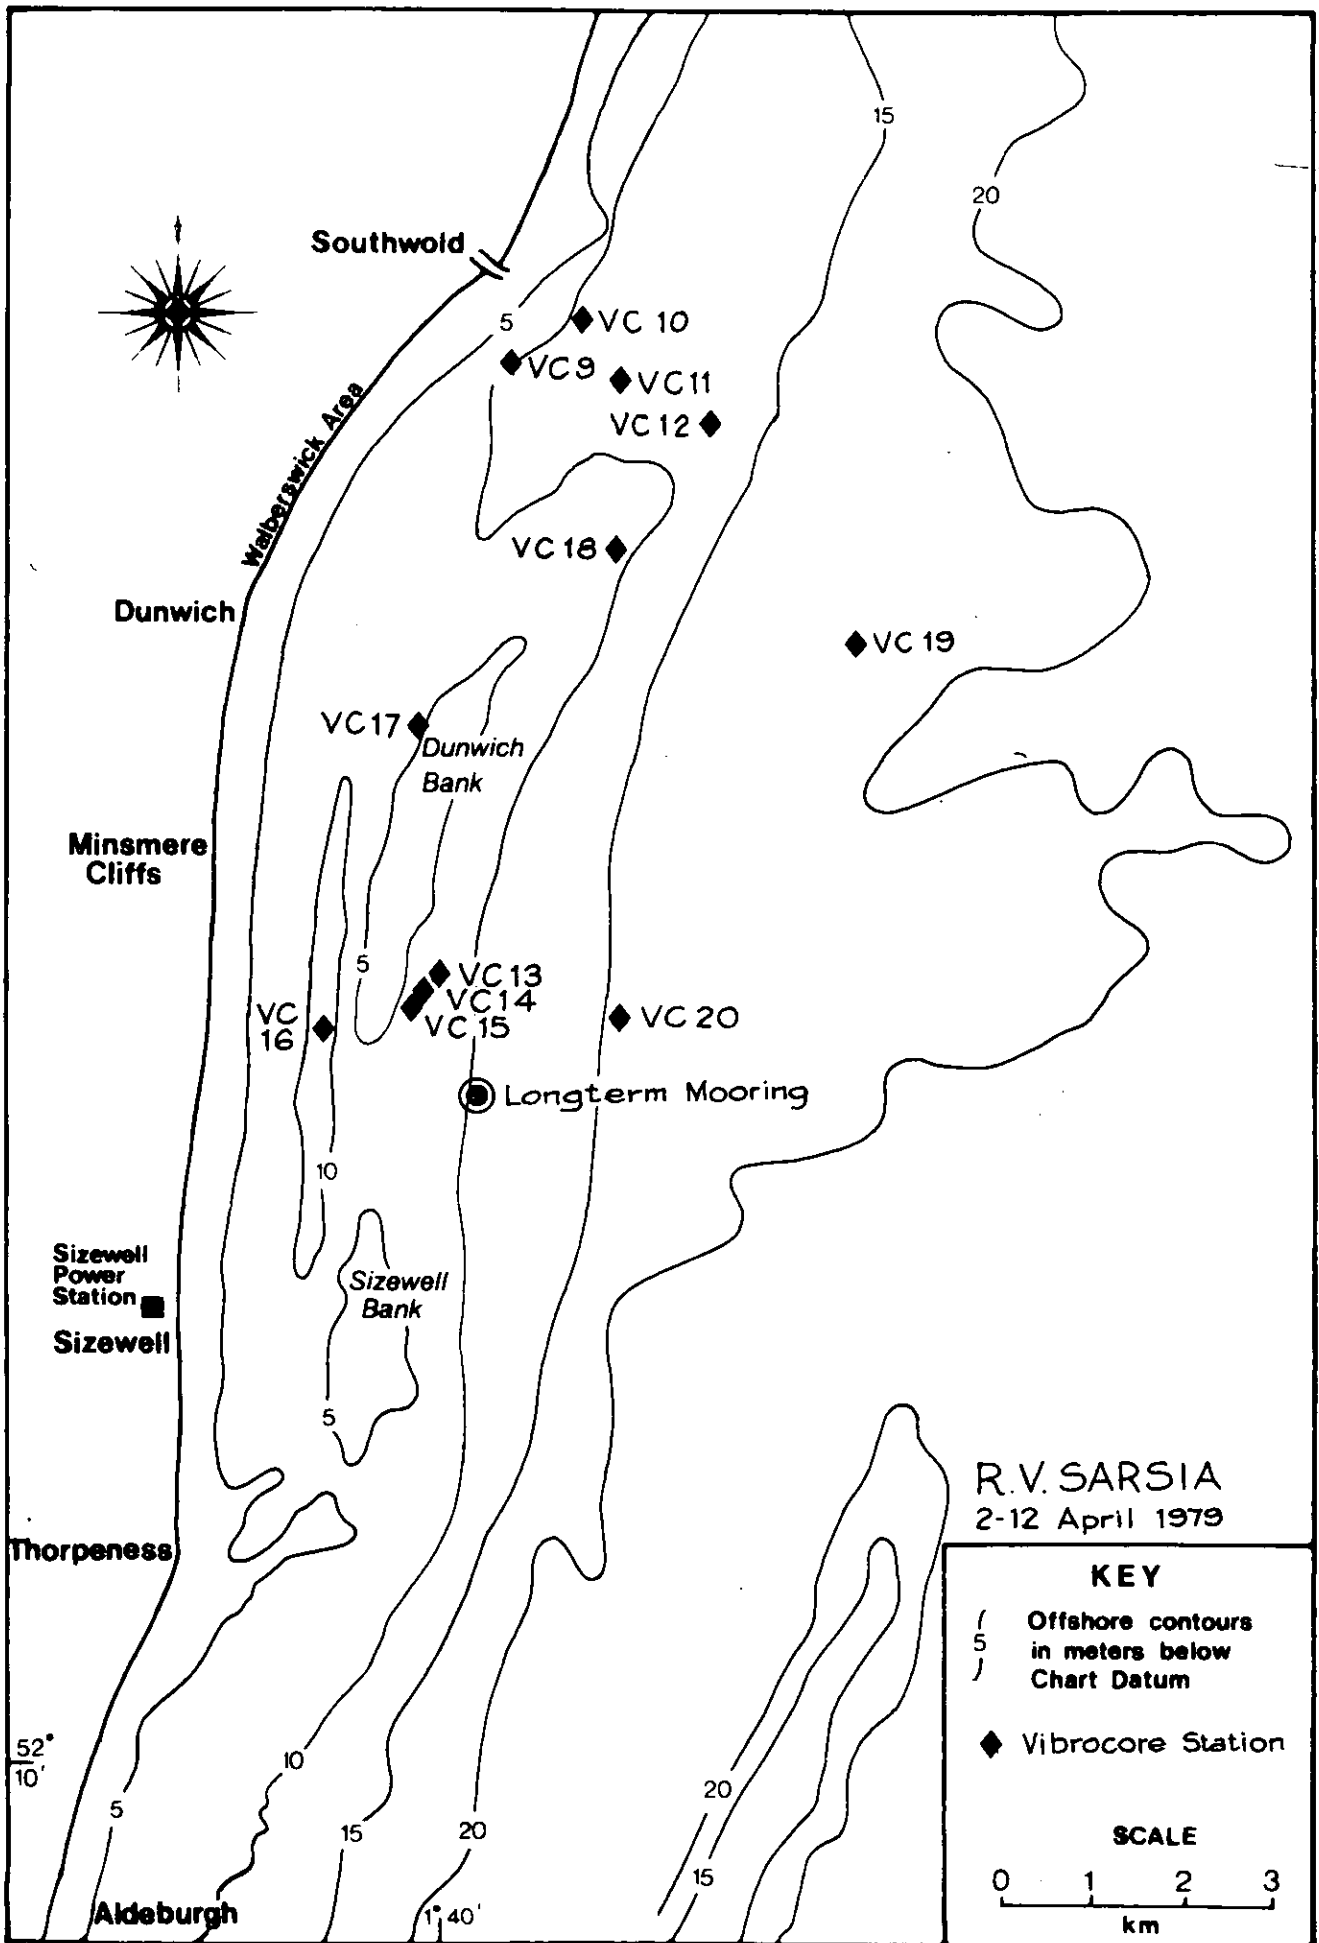 15
20
Southwold
5
VC 10
VC 9
VC 11
VC 12
Walberswick Area
VC 18
Dunwich
VC 19
VC 17
Dunwich
Bank
Minsmere
Cliffs
5
VC 13
VC 14
VC 15
VC
16
VC 20
Longterm Mooring
10
Sizewell
Power
Station
Sizewell
Bank
Sizewell
5
R.V. SARSIA
2-12 April 1979
Thorpeness
KEY
5
Offshore contours
in meters below
Chart Datum
Vibrocore Station
52°
10'
10
5
15
20
20
15
SCALE
0 1 2 3
km
Aldeburgh
1° 40'